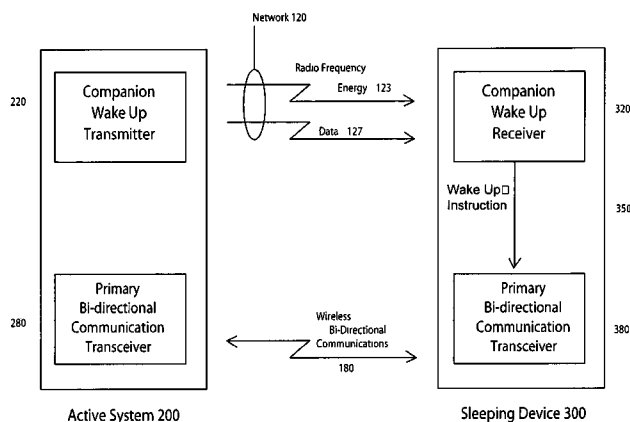 Network 120
Radio Frequency
Energy 123
Data 127
220
Companion
Wake Up
Transmitter
Companion
Wake Up
Receiver
320
Wake Up□
Instruction
350
280
Primary
Bi-directional
Communication
Transceiver
Wireless
Bi-Directional
Communications
180
Primary
Bi-directional
Communication
Transceiver
380
Active System 200
Sleeping Device 300